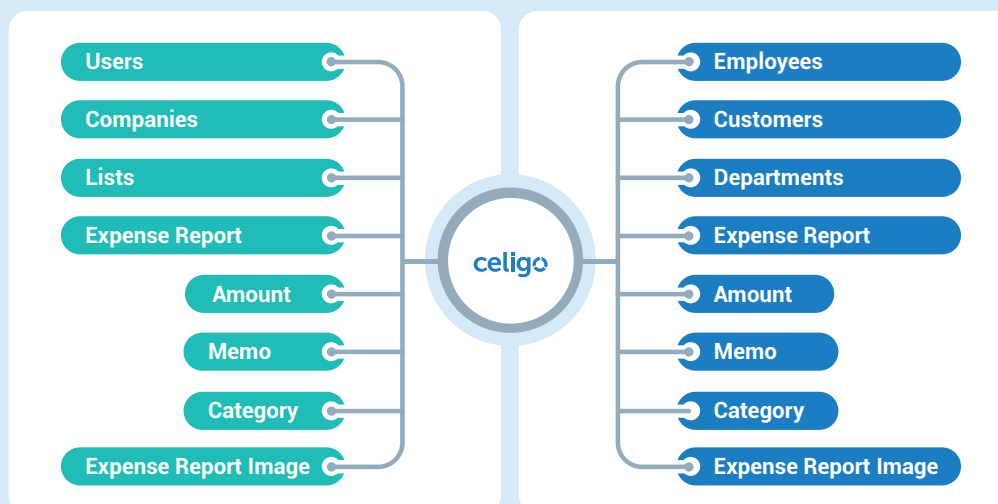 Users
Companies
Lists
Expense Report
Amount
Memo
Category
Expense Report Image
celigo
Employees
Customers
Departments
Expense Report
Amount
Memo
Category
Expense Report Image